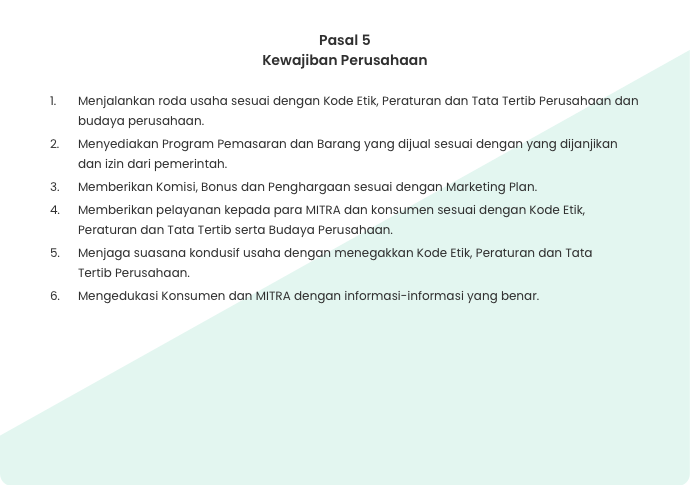 Pasal 5
Kewajiban Perusahaan
1. Menjalankan roda usaha sesuai dengan Kode Etik, Peraturan dan Tata Tertib Perusahaan dan
budaya perusahaan.
2. Menyediakan Program Pemasaran dan Barang yang dijual sesuai dengan yang dijanjikan
dan izin dari pemerintah.
3. Memberikan Komisi, Bonus dan Penghargaan sesuai dengan Marketing Plan.
4. Memberikan pelayanan kepada para MITRA dan konsumen sesuai dengan Kode Etik,
Peraturan dan Tata Tertib serta Budaya Perusahaan.
5. Menjaga suasana kondusif usaha dengan menegakkan Kode Etik, Peraturan dan Tata
Tertib Perusahaan.
6. Mengedukasi Konsumen dan MITRA dengan informasi-informasi yang benar.